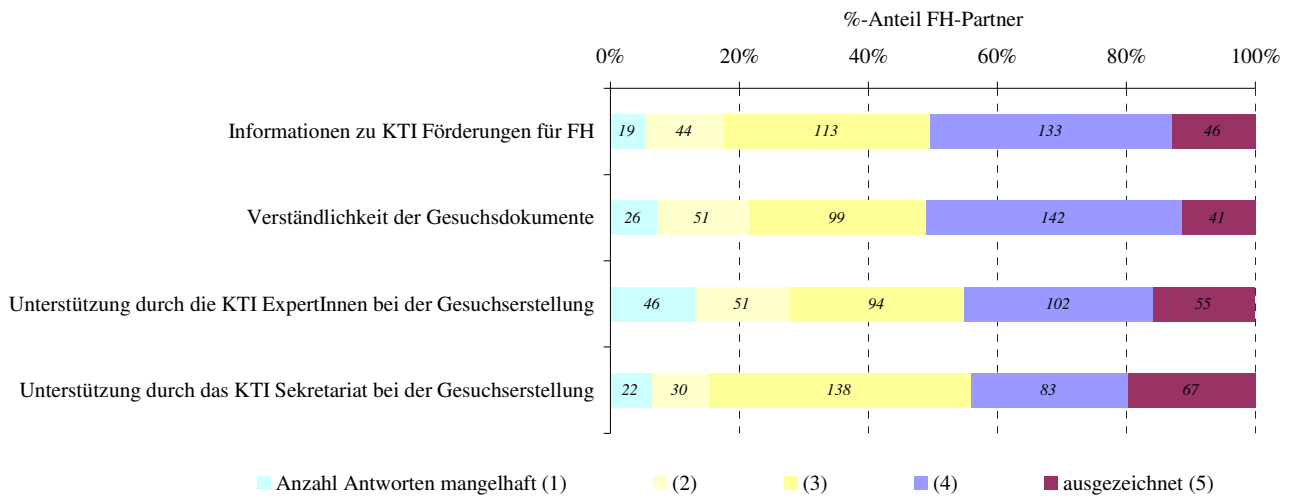 %-Anteil FH-Partner
0% 20% 40% 60% 80% 100%
Informationen zu KTI Förderungen für FH 19 44 113 133 46
Verständlichkeit der Gesuchsdokumente 26 51 99 142 41
Unterstützung durch die KTI ExpertInnen bei der Gesuchserstellung 46 51 94 102 55
Unterstützung durch das KTI Sekretariat bei der Gesuchserstellung 22 30 138 83 67
Anzahl Antworten mangelhaft (1) (2) (3) (4) ausgezeichnet (5)